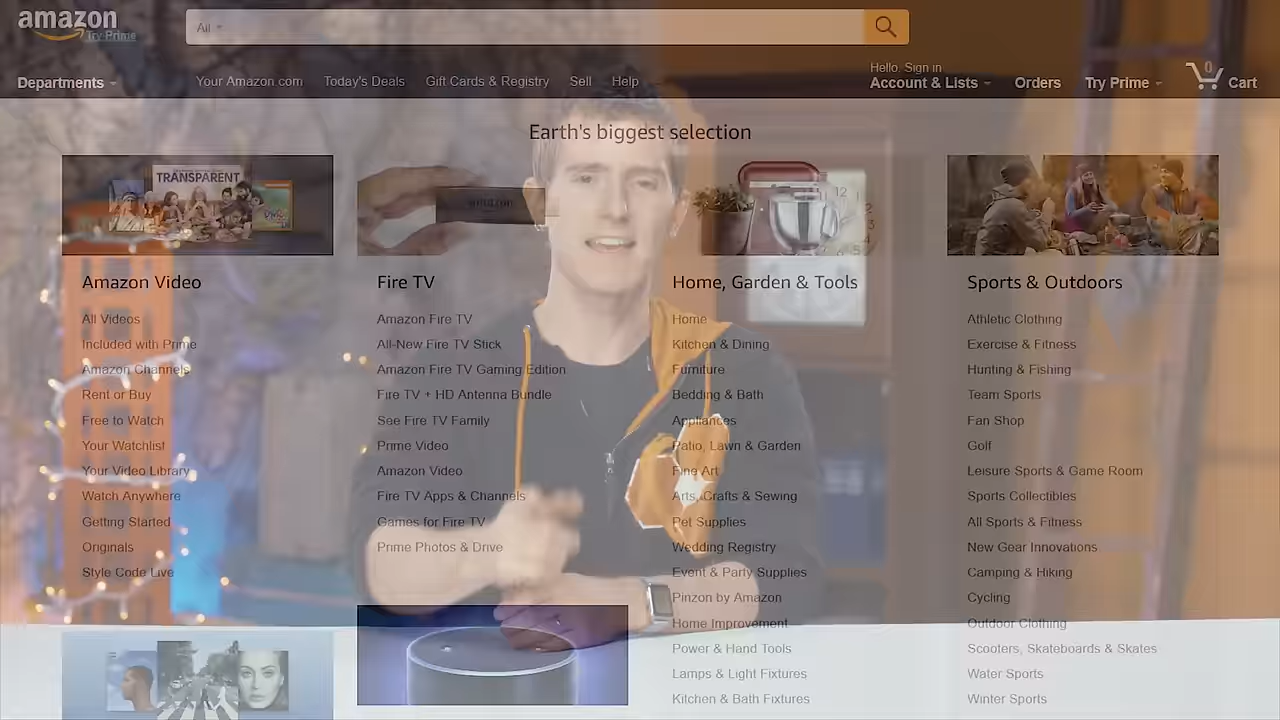 amazon
Try Prime
All
Departments
Your Amazon.com
Today's Deals
Gift Cards & Registry
Sell
Help
Hello. Sign in
Account & Lists
Orders
Try Prime
0
Cart
Earth's biggest selection
TRANSPARENT
Amazon Video
All Videos
Included with Prime
Amazon Channels
Rent or Buy
Free to Watch
Your Watchlist
Your Video Library
Watch Anywhere
Getting Started
Originals
Style Code Live
amazon
Fire TV
Amazon Fire TV
All-New Fire TV Stick
Amazon Fire TV Gaming Edition
Fire TV + HD Antenna Bundle
See Fire TV Family
Prime Video
Amazon Video
Fire TV Apps & Channels
Games for Fire TV
Prime Photos & Drive
12
Home, Garden & Tools
Home
Kitchen & Dining
Furniture
Bedding & Bath
Appliances
Patio, Lawn & Garden
Fine Art
Arts, Crafts & Sewing
Pet Supplies
Wedding Registry
Event & Party Supplies
Pinzon by Amazon
Home Improvement
Power & Hand Tools
Lamps & Light Fixtures
Kitchen & Bath Fixtures
Sports & Outdoors
Athletic Clothing
Exercise & Fitness
Hunting & Fishing
Team Sports
Fan Shop
Golf
Leisure Sports & Game Room
Sports Collectibles
All Sports & Fitness
New Gear Innovations
Camping & Hiking
Cycling
Outdoor Clothing
Scooters, Skateboards & Skates
Water Sports
Winter Sports